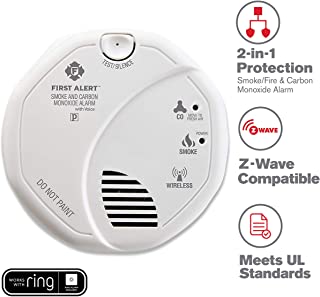 TEST/SILENCE
FIRST ALERT™
SMOKE AND CARBON
MONOXIDE ALARM
with Voice
P
CO
MOVE TO
FRESH AIR
POWER
SMOKE
WIRELESS
DO NOT PAINT
WORKS
WITH
ring
2-in-1
Protection
Smoke/Fire & Carbon
Monoxide Alarm
Z-WAVE
Z-Wave
Compatible
Meets UL
Standards